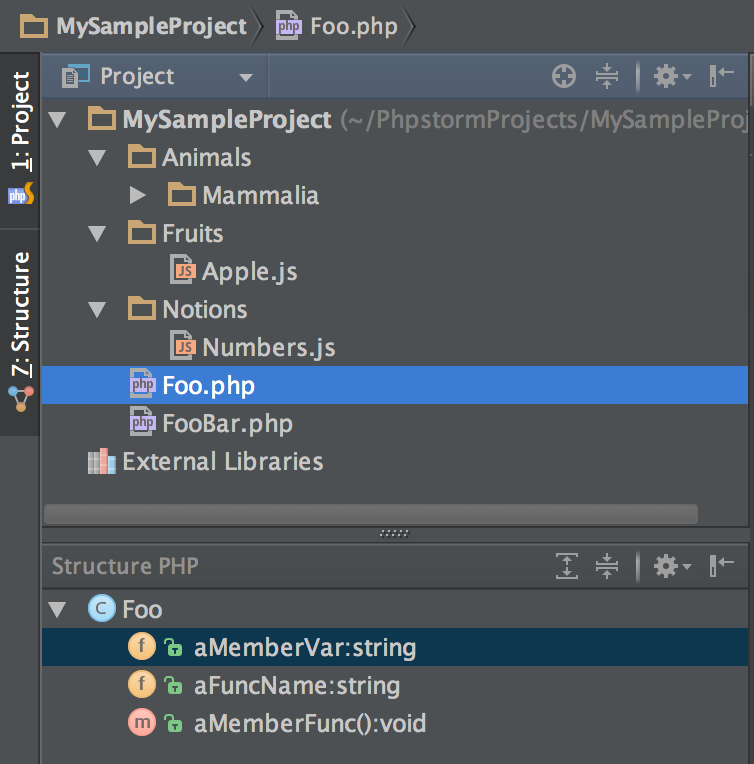 MySampleProject Foo.php
1: Project
7: Structure
Project
MySampleProject (~/PhpstormProjects/MySampleProj
Animals
Mammalia
Fruits
JS Apple.js
Notions
JS Numbers.js
php Foo.php
php FooBar.php
External Libraries
Structure PHP
C Foo
f aMemberVar:string
f aFuncName:string
m aMemberFunc():void